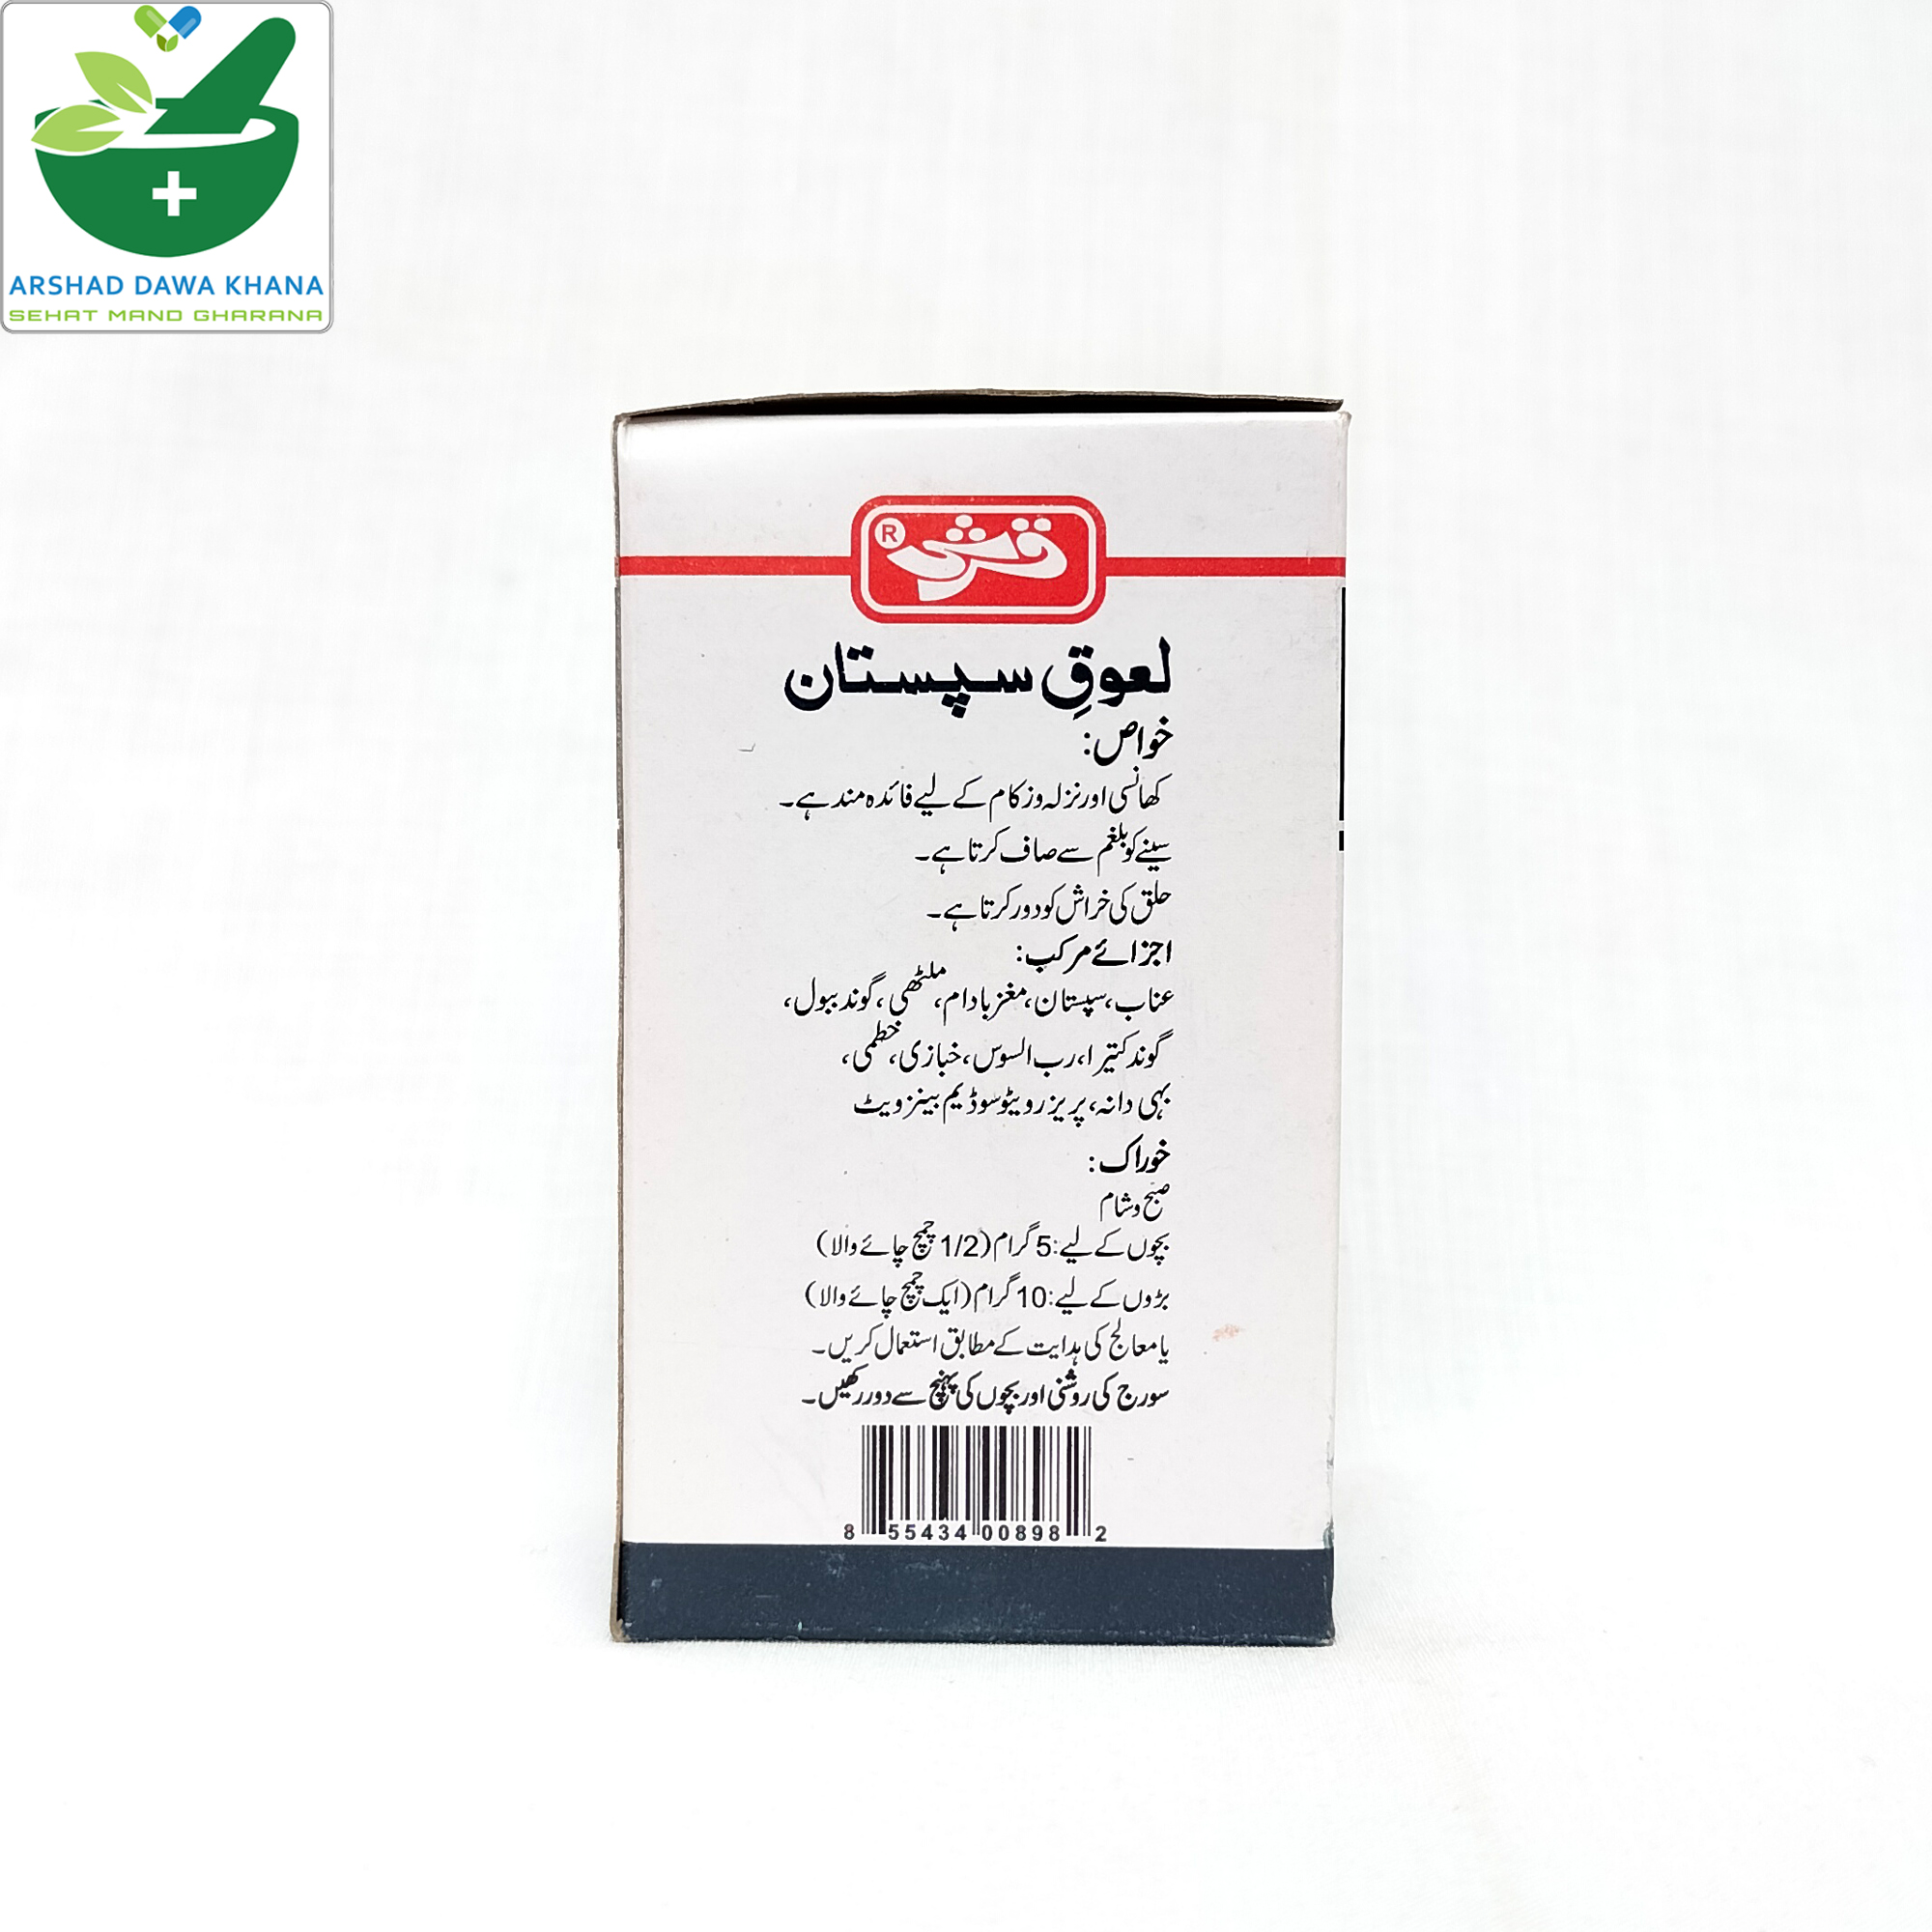 ARSHAD DAWA KHANA
SEHAT MAND GHARANA
قرشی ®
لعوقِ سپستان
خواص:
کھانسی اور نزلہ و زکام کے لیے فائدہ مند ہے۔
سینے کو بلغم سے صاف کرتا ہے۔
حلق کی خراش کو دور کرتا ہے۔
اجزائے مرکب:
عناب، سپستان، مغز بادام، ملٹھی، گوند ببول،
گوند کتیرا، رب السوس، خبازی، خطمی،
بہی دانہ، پریزرویٹو سوڈیم بینزویٹ
خوراک:
صبح و شام
بچوں کے لیے: 5 گرام (1/2 چمچ چائے والا)
بڑوں کے لیے: 10 گرام (ایک چمچ چائے والا)
یا معالج کی ہدایت کے مطابق استعمال کریں۔
سورج کی روشنی اور بچوں کی پہنچ سے دور رکھیں۔
8 55434 00898 2